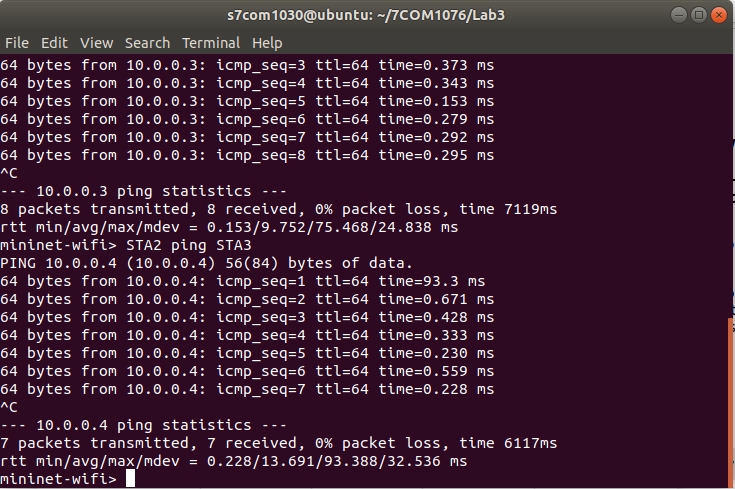 s7com1030@ubuntu: ~/7COM1076/Lab3
File Edit View Search Terminal Help
64 bytes from 10.0.0.3: icmp_seq=3 ttl=64 time=0.373 ms
64 bytes from 10.0.0.3: icmp_seq=4 ttl=64 time=0.343 ms
64 bytes from 10.0.0.3: icmp_seq=5 ttl=64 time=0.153 ms
64 bytes from 10.0.0.3: icmp_seq=6 ttl=64 time=0.279 ms
64 bytes from 10.0.0.3: icmp_seq=7 ttl=64 time=0.292 ms
64 bytes from 10.0.0.3: icmp_seq=8 ttl=64 time=0.295 ms
^C
--- 10.0.0.3 ping statistics ---
8 packets transmitted, 8 received, 0% packet loss, time 7119ms
rtt min/avg/max/mdev = 0.153/9.752/75.468/24.838 ms
mininet-wifi> STA2 ping STA3
PING 10.0.0.4 (10.0.0.4) 56(84) bytes of data.
64 bytes from 10.0.0.4: icmp_seq=1 ttl=64 time=93.3 ms
64 bytes from 10.0.0.4: icmp_seq=2 ttl=64 time=0.671 ms
64 bytes from 10.0.0.4: icmp_seq=3 ttl=64 time=0.428 ms
64 bytes from 10.0.0.4: icmp_seq=4 ttl=64 time=0.333 ms
64 bytes from 10.0.0.4: icmp_seq=5 ttl=64 time=0.230 ms
64 bytes from 10.0.0.4: icmp_seq=6 ttl=64 time=0.559 ms
64 bytes from 10.0.0.4: icmp_seq=7 ttl=64 time=0.228 ms
^C
--- 10.0.0.4 ping statistics ---
7 packets transmitted, 7 received, 0% packet loss, time 6117ms
rtt min/avg/max/mdev = 0.228/13.691/93.388/32.536 ms
mininet-wifi>